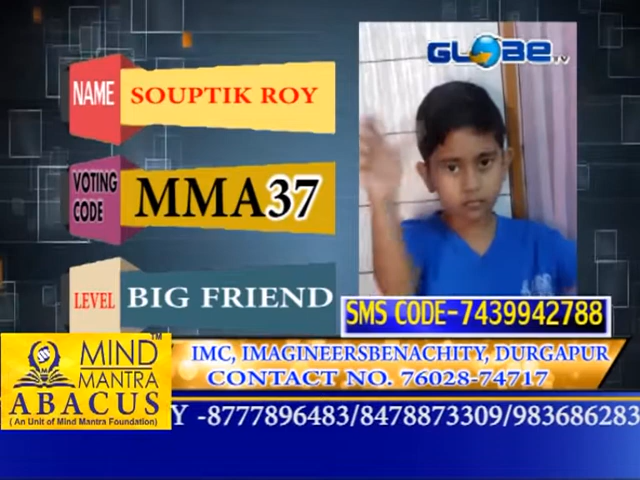 GLOBE TV
NAME
SOUPTIK ROY
VOTING CODE
MMA37
LEVEL
BIG FRIEND
SMS CODE-7439942788
MIND MANTRA ABACUS
TM
( An Unit of Mind Mantra Foundation)
IMC, IMAGINEERSBENACHITY, DURGAPUR
CONTACT NO. 76028-74717
Y -8777896483/8478873309/983686283